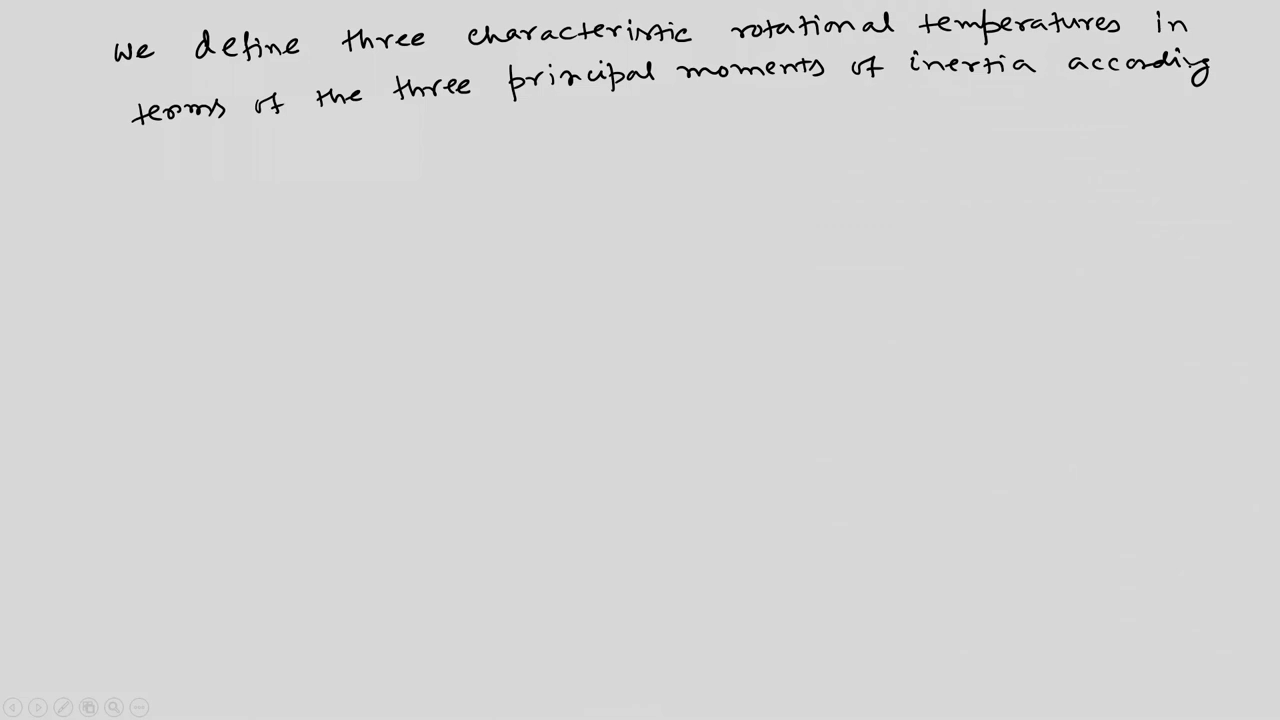 we define three characteristic rotational temperatures in
terms of the three principal moments of inertia according